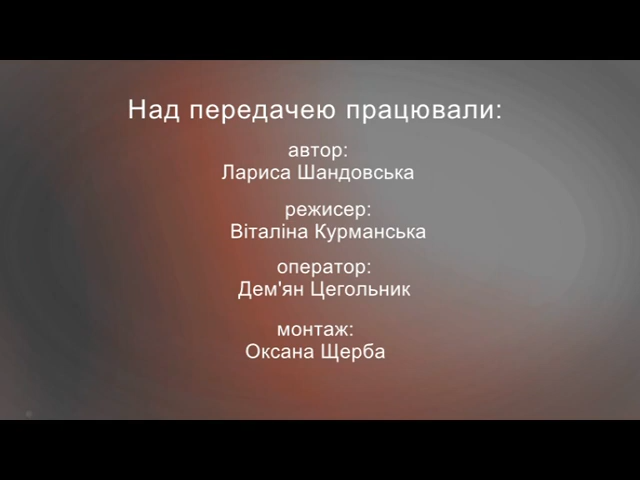 Над передачею працювали:
автор:
Лариса Шандовська
режисер:
Віталіна Курманська
оператор:
Дем'ян Цегольник
монтаж:
Оксана Щерба